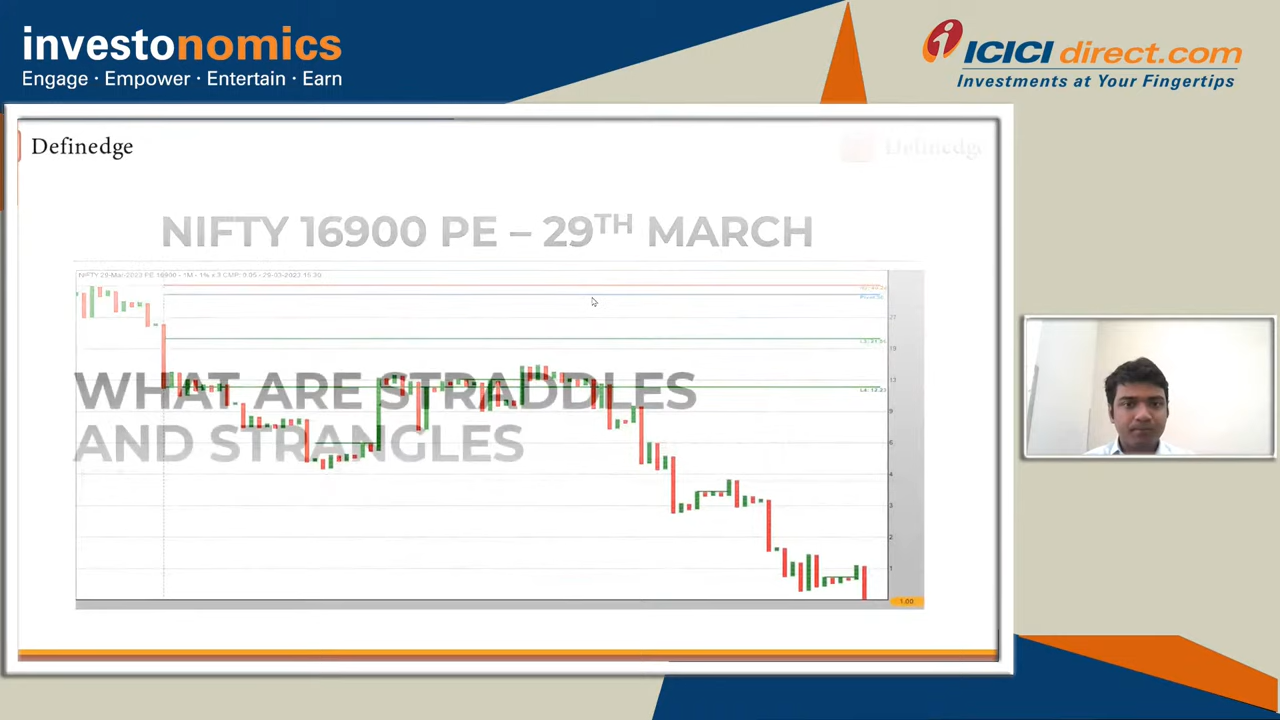 investonomics
Engage · Empower · Entertain · Earn
ICICI direct.com
Investments at Your Fingertips
Definedge
Definedge
NIFTY 16900 PE – 29TH MARCH
WHAT ARE STRADDLES
AND STRANGLES
1.00